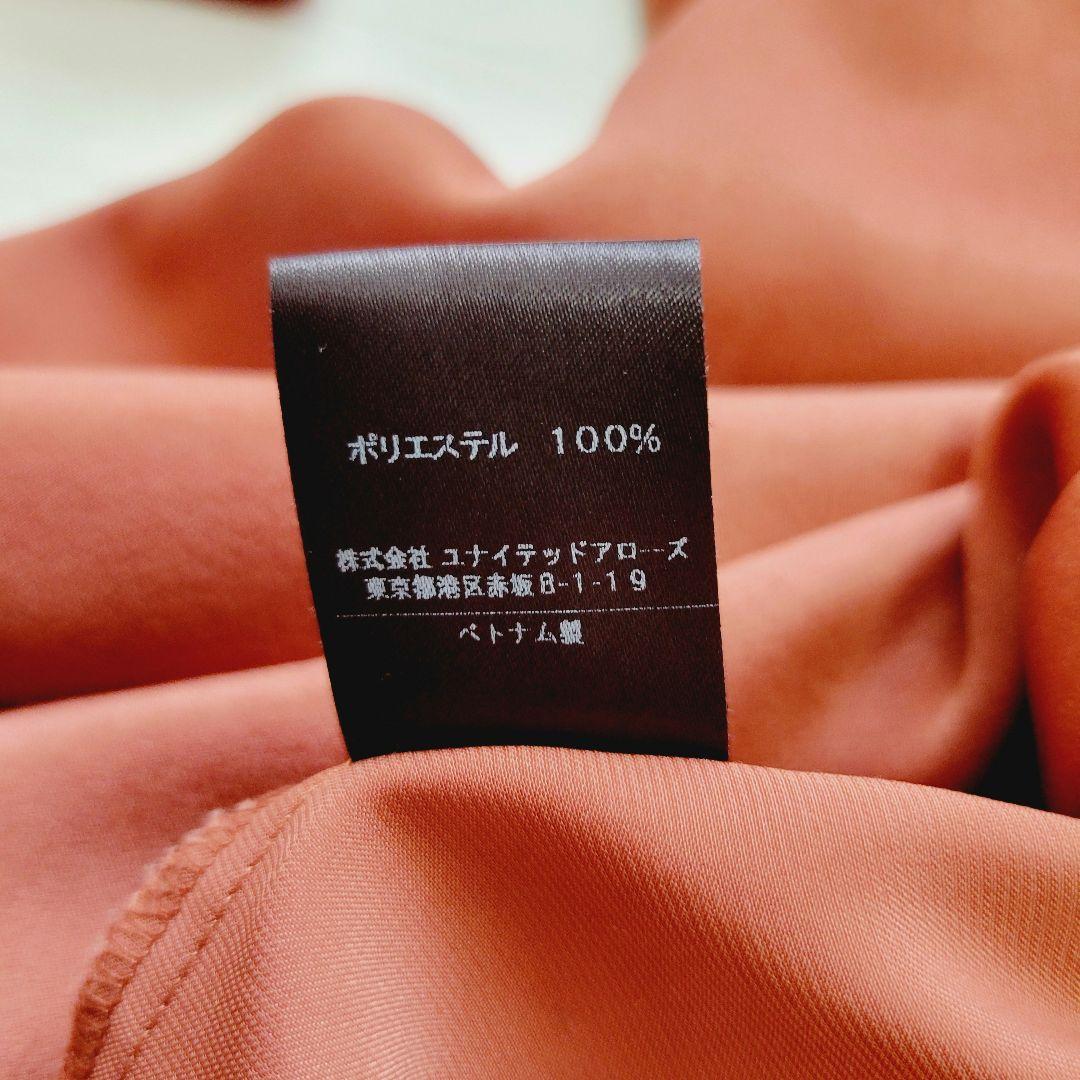 ポリエステル 100%
株式会社 ユナイテッドアローズ
東京都港区赤坂8-1-19
ベトナム製